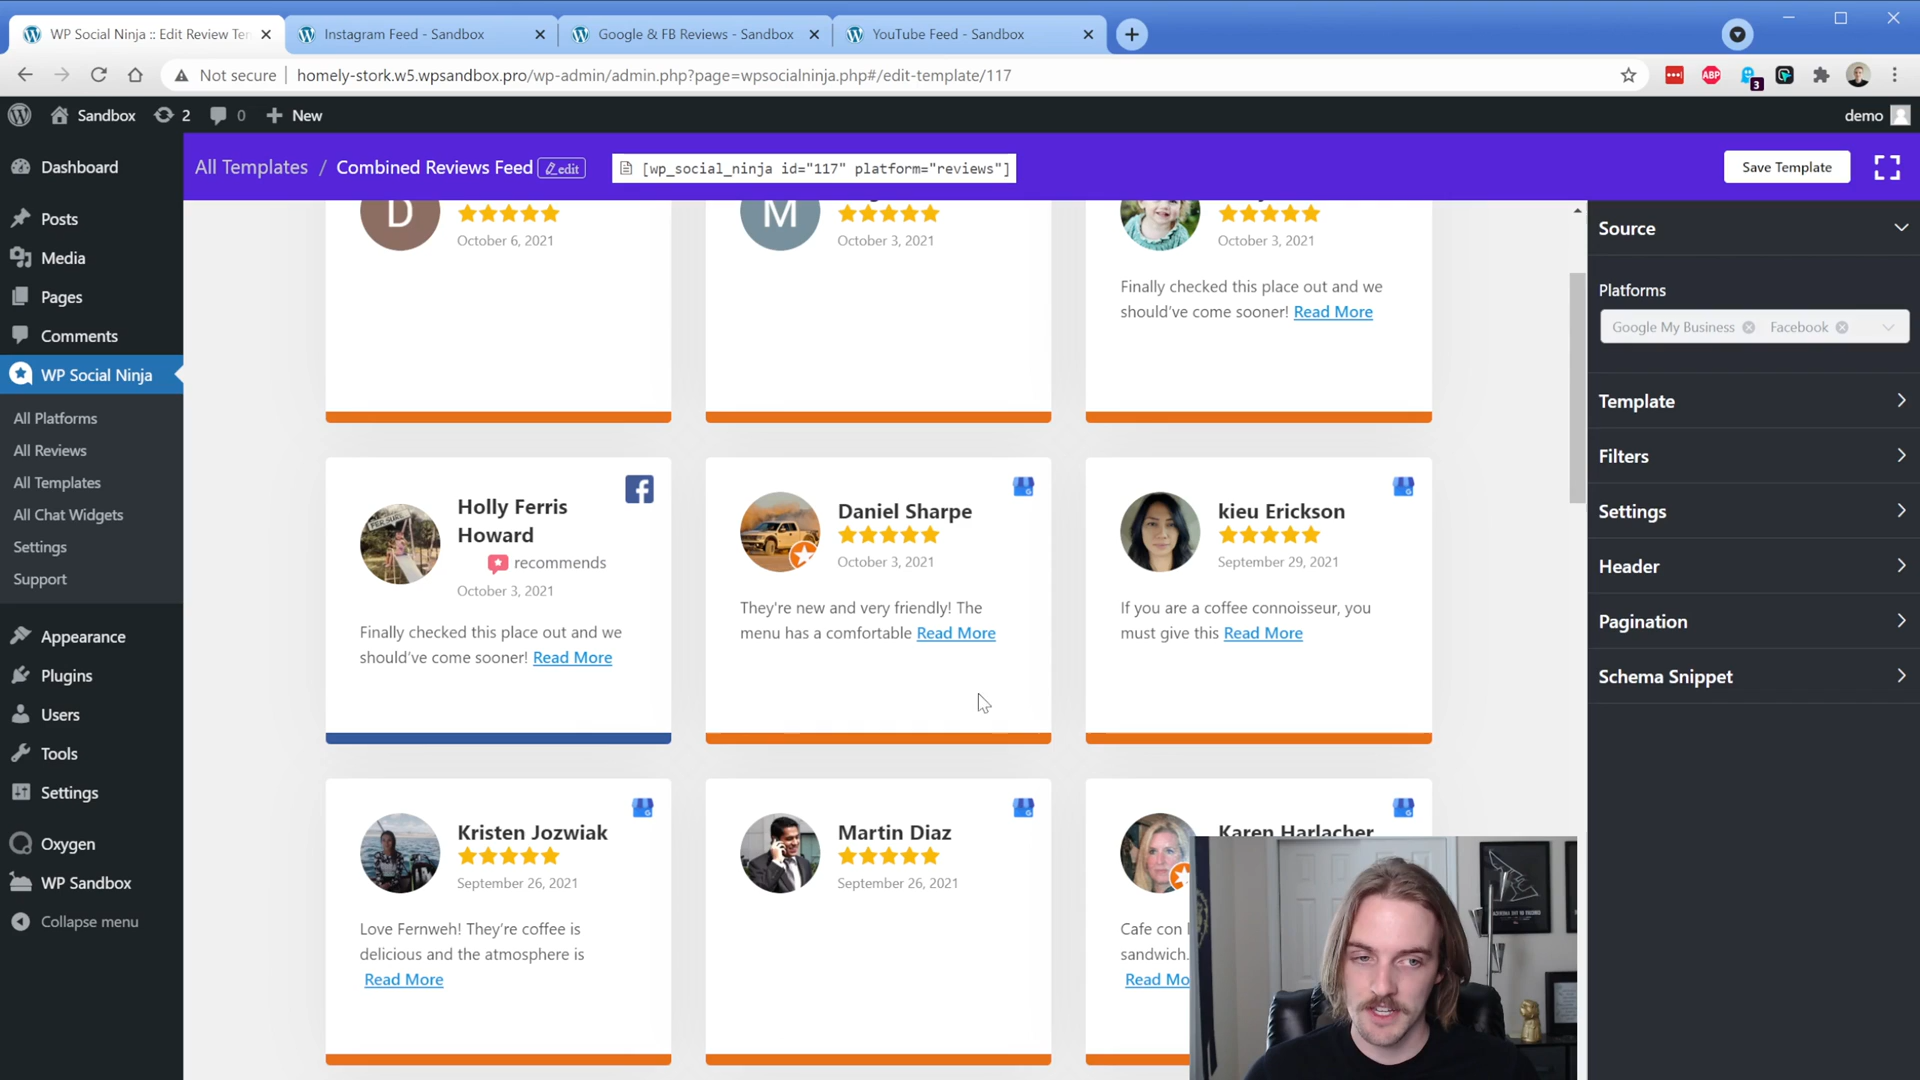 WP Social Ninja :: Edit Review Tem
Instagram Feed - Sandbox
Google & FB Reviews - Sandbox
YouTube Feed - Sandbox
Not secure
homely-stork.w5.wpsandbox.pro/wp-admin/admin.php?page=wpsocialninja.php#/edit-template/117
ABP
3
Sandbox
2
0
New
demo
Dashboard
Posts
Media
Pages
Comments
WP Social Ninja
All Platforms
All Reviews
All Templates
All Chat Widgets
Settings
Support
Appearance
Plugins
Users
Tools
Settings
Oxygen
WP Sandbox
Collapse menu
All Templates / Combined Reviews Feed edit
[wp_social_ninja id="117" platform="reviews"]
Save Template
D
October 6, 2021
M
October 3, 2021
October 3, 2021
Finally checked this place out and we
should've come sooner! Read More
Holly Ferris
Howard
recommends
October 3, 2021
Finally checked this place out and we
should've come sooner! Read More
Daniel Sharpe
October 3, 2021
They're new and very friendly! The
menu has a comfortable Read More
kieu Erickson
September 29, 2021
If you are a coffee connoisseur, you
must give this Read More
Kristen Jozwiak
September 26, 2021
Love Fernweh! They're coffee is
delicious and the atmosphere is
Read More
Martin Diaz
September 26, 2021
Karen Harlacher
Cafe con
sandwich.
Read Mo
Source
Platforms
Google My Business
Facebook
Template
Filters
Settings
Header
Pagination
Schema Snippet